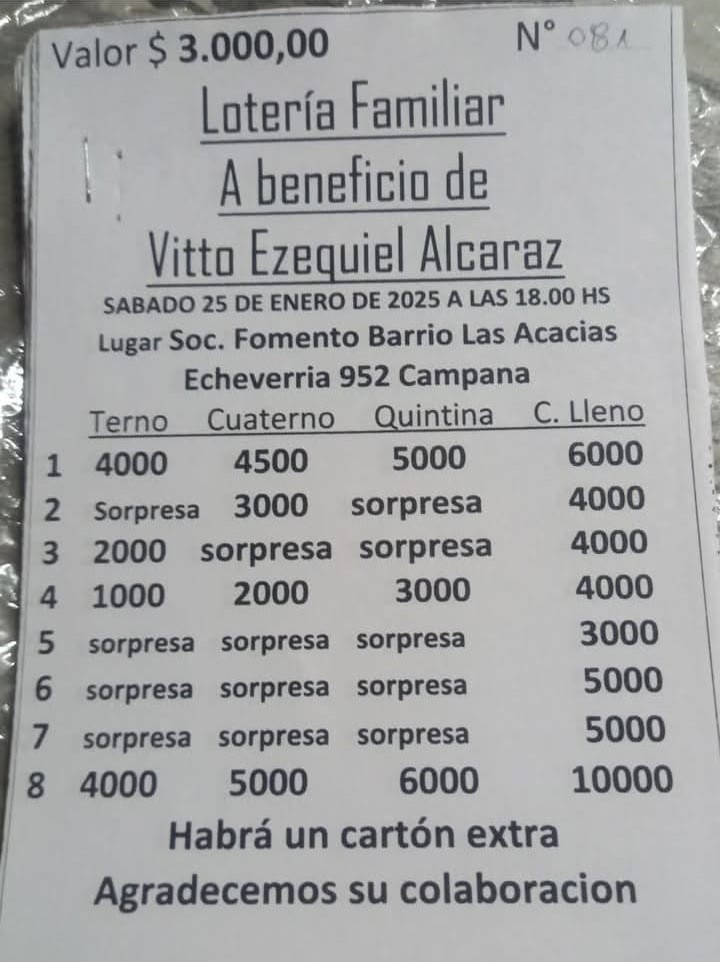 Valor $ 3.000,00 N° 081
Lotería Familiar
A beneficio de
Vitto Ezequiel Alcaraz
SABADO 25 DE ENERO DE 2025 A LAS 18.00 HS
Lugar Soc. Fomento Barrio Las Acacias
Echeverria 952 Campana
Terno Cuaterno Quintina C. Lleno
1 4000 4500 5000 6000
2 Sorpresa 3000 sorpresa 4000
3 2000 sorpresa sorpresa 4000
4 1000 2000 3000 4000
5 sorpresa sorpresa sorpresa 3000
6 sorpresa sorpresa sorpresa 5000
7 sorpresa sorpresa sorpresa 5000
8 4000 5000 6000 10000
Habrá un cartón extra
Agradecemos su colaboracion